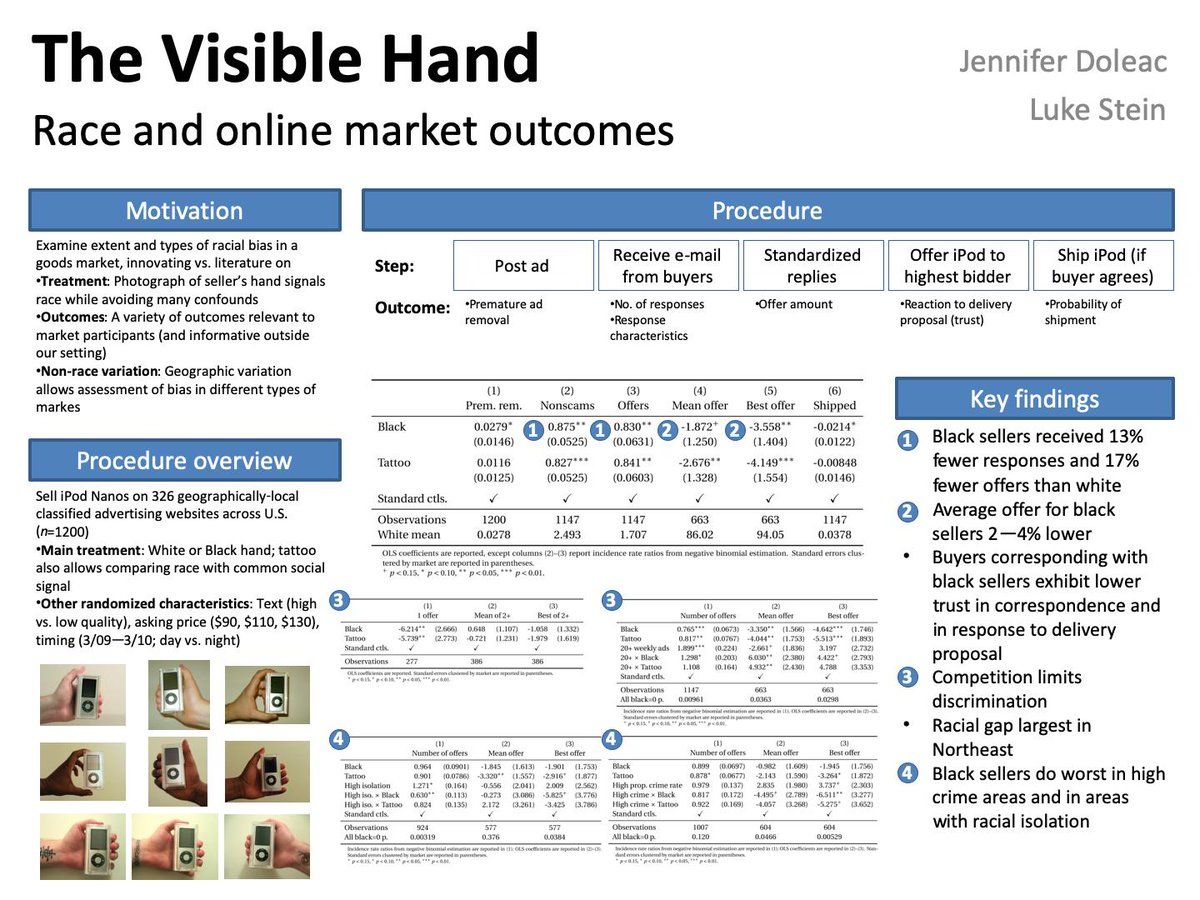 The Visible Hand
Race and online market outcomes
Jennifer Doleac
Luke Stein
Motivation
Examine extent and types of racial bias in a
goods market, innovating vs. literature on
•Treatment: Photograph of seller's hand signals
race while avoiding many confounds
•Outcomes: A variety of outcomes relevant to
market participants (and informative outside
our setting)
•Non-race variation: Geographic variation
allows assessment of bias in different types of
markes
Procedure overview
Sell iPod Nanos on 326 geographically-local
classified advertising websites across U.S.
(n=1200)
•Main treatment: White or Black hand; tattoo
also allows comparing race with common social
signal
•Other randomized characteristics: Text (high
vs. low quality), asking price ($90, $110, $130),
timing (3/09—3/10; day vs. night)
Procedure
Step:
Post ad
Receive e-mail
from buyers
Standardized
replies
Offer iPod to
highest bidder
Ship iPod (if
buyer agrees)
Outcome:
•Premature ad
removal
•No. of responses
•Response
characteristics
•Offer amount
•Reaction to delivery
proposal (trust)
•Probability of
shipment
(1) (2) (3) (4) (5) (6)
Prem. rem. Nonscams Offers Mean offer Best offer Shipped
Black 0.0279* 1 0.875** 1 0.830** 2 -1.872+ 2 -3.558** -0.0214*
(0.0146) (0.0525) (0.0631) (1.250) (1.404) (0.0122)
Tattoo 0.0116 0.827*** 0.841** -2.676** -4.149*** -0.00848
(0.0125) (0.0525) (0.0603) (1.328) (1.554) (0.0146)
Standard ctls. ✓ ✓ ✓ ✓ ✓ ✓
Observations 1200 1147 1147 663 663 1147
White mean 0.0278 2.493 1.707 86.02 94.05 0.0378
OLS coefficients are reported, except columns (2)–(3) report incidence rate ratios from negative binomial estimation. Standard errors clus-
tered by market are reported in parentheses.
+ p<0.15, * p<0.10, ** p<0.05, *** p<0.01.
3
(1) (2) (3)
1 offer Mean of 2+ Best of 2+
Black -6.214** (2.666) 0.648 (1.107) -1.058 (1.332)
Tattoo -5.739** (2.773) -0.721 (1.231) -1.979 (1.619)
Standard ctls. ✓ ✓ ✓
Observations 277 386 386
OLS coefficients are reported. Standard errors clustered by market are reported in parentheses.
+ p<0.15, * p<0.10, ** p<0.05, *** p<0.01.
3
(1) (2) (3)
Number of offers Mean offer Best offer
Black 0.765*** (0.0673) -3.350** (1.566) -4.642*** (1.746)
Tattoo 0.817** (0.0767) -4.044** (1.753) -5.513*** (1.893)
20+ weekly ads 1.899*** (0.224) -2.661+ (1.836) 3.197 (2.732)
20+ × Black 1.298* (0.203) 6.030** (2.380) 4.422+ (2.793)
20+ × Tattoo 1.108 (0.164) 4.932** (2.430) 4.788 (3.353)
Standard ctls. ✓ ✓ ✓
Observations 1147 663 663
All black=0 p. 0.00961 0.0363 0.0298
Incidence rate ratios from negative binomial are reported in (1); OLS coefficients are reported in (2)–(3).
Standard errors clustered by market are reported in parentheses.
+ p<0.15, * p<0.10, ** p<0.05, *** p<0.01.
4
(1) (2) (3)
Number of offers Mean offer Best offer
Black 0.964 (0.0901) -1.845 (1.613) -1.901 (1.753)
Tattoo 0.901 (0.0786) -3.320** (1.557) -2.916+ (1.877)
High isolation 1.271* (0.164) -0.556 (2.041) 2.009 (2.562)
High iso. × Black 0.630** (0.113) -0.273 (3.086) -5.825+ (3.776)
High iso. × Tattoo 0.824 (0.135) 2.172 (3.261) -3.425 (3.786)
Standard ctls. ✓ ✓ ✓
Observations 924 577 577
All black=0 p. 0.00319 0.376 0.0384
Incidence rate ratios from negative binomial are reported in (1); OLS coefficients are reported in (2)–(3).
Standard errors clustered by market are reported in parentheses.
+ p<0.15, * p<0.10, ** p<0.05, *** p<0.01.
4
(1) (2) (3)
Number of offers Mean offer Best offer
Black 0.899 (0.0697) -0.982 (1.609) -1.945 (1.756)
Tattoo 0.878* (0.0677) -2.143 (1.590) -3.264* (1.872)
High prop. crime rate 0.979 (0.137) 2.835 (1.980) 3.737+ (2.303)
High crime × Black 0.817 (0.172) -4.495+ (2.789) -6.511** (3.277)
High crime × Tattoo 0.922 (0.169) -4.057 (3.268) -5.275+ (3.652)
Standard ctls. ✓ ✓ ✓
Observations 1007 604 604
All black=0 p. 0.120 0.0466 0.00529
Incidence rate ratios from negative binomial are reported in (1); OLS coefficients are reported in (2)–(3). Stan-
dard errors clustered by market are reported in parentheses.
+ p<0.15, * p<0.10, ** p<0.05, *** p<0.01.
Key findings
1 Black sellers received 13%
fewer responses and 17%
fewer offers than white
2 Average offer for black
sellers 2—4% lower
• Buyers corresponding with
black sellers exhibit lower
trust in correspondence and
in response to delivery
proposal
3 Competition limits
discrimination
• Racial gap largest in
Northeast
4 Black sellers do worst in high
crime areas and in areas
with racial isolation